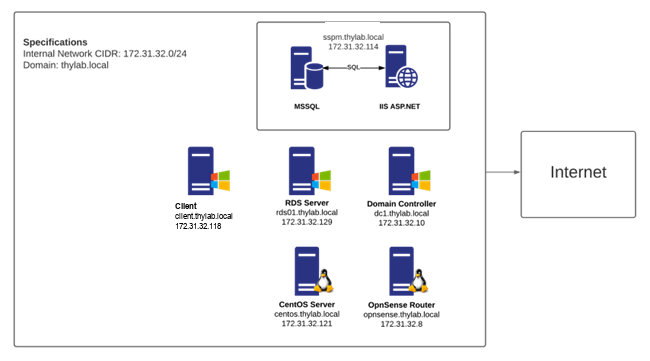 Specifications
Internal Network CIDR: 172.31.32.0/24
Domain: thylab.local
sspm.thylab.local
172.31.32.114
SQL
MSSQL
IIS ASP.NET
Internet
Client
client.thylab.local
172.31.32.118
RDS Server
rds01.thylab.local
172.31.32.129
Domain Controller
dc1.thylab.local
172.31.32.10
CentOS Server
centos.thylab.local
172.31.32.121
OpnSense Router
opnsense.thylab.local
172.31.32.8